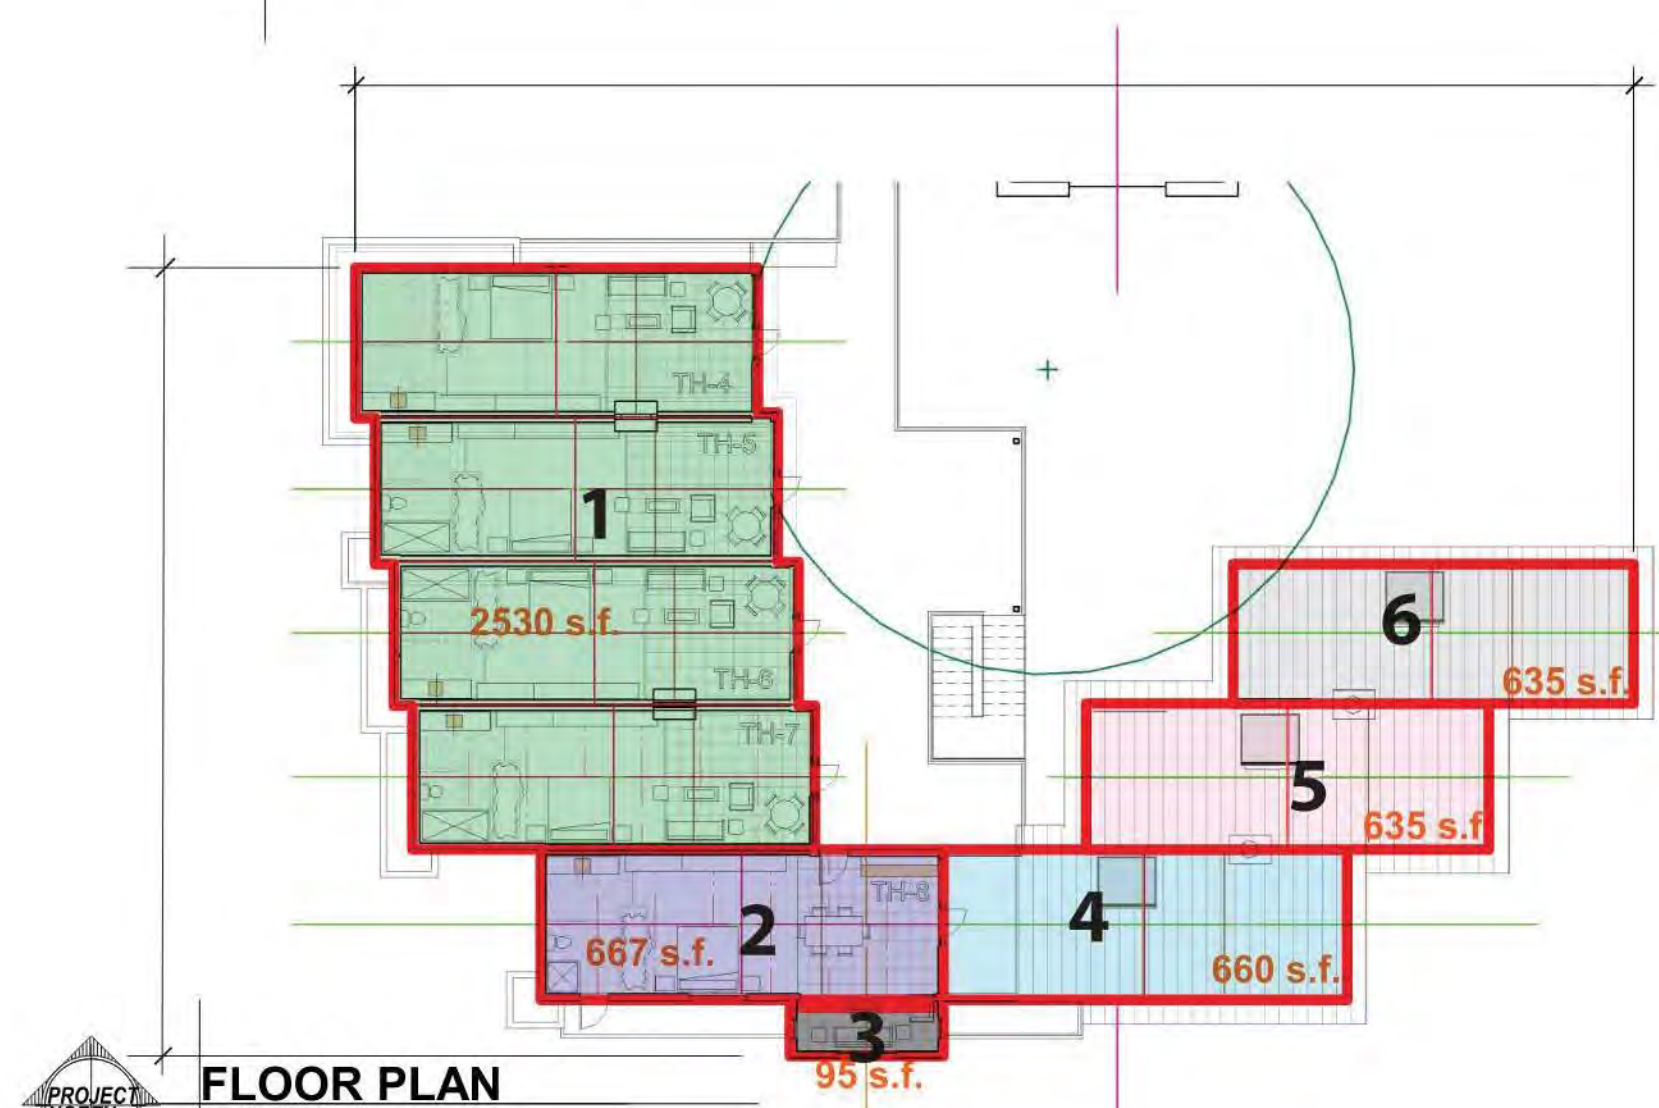 TH-4
TH-5
1
2530 s.f.
TH-6
6
635 s.f.
TH-7
5
635 s.f
TH-8
2
667 s.f.
4
660 s.f.
3
95 s.f.
FLOOR PLAN
PROJECT